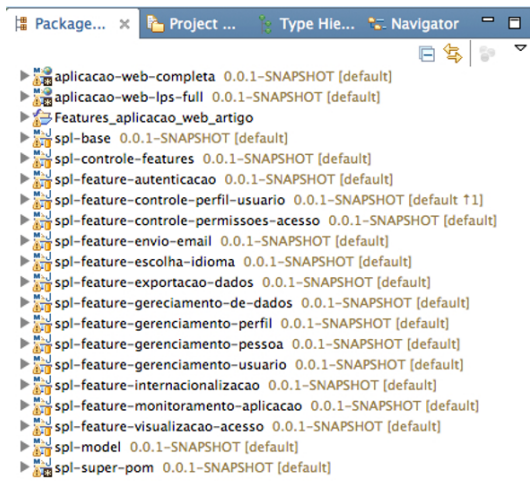 Package... Project ... Type Hie... Navigator
aplicacao-web-completa 0.0.1-SNAPSHOT [default]
aplicacao-web-lps-full 0.0.1-SNAPSHOT [default]
Features_aplicacao_web_artigo
spl-base 0.0.1-SNAPSHOT [default]
spl-controle-features 0.0.1-SNAPSHOT [default]
spl-feature-autenticacao 0.0.1-SNAPSHOT [default]
spl-feature-controle-perfil-usuario 0.0.1-SNAPSHOT [default ↑1]
spl-feature-controle-permissoes-acesso 0.0.1-SNAPSHOT [default]
spl-feature-envio-email 0.0.1-SNAPSHOT [default]
spl-feature-escolha-idioma 0.0.1-SNAPSHOT [default]
spl-feature-exportacao-dados 0.0.1-SNAPSHOT [default]
spl-feature-gereciamento-de-dados 0.0.1-SNAPSHOT [default]
spl-feature-gerenciamento-perfil 0.0.1-SNAPSHOT [default]
spl-feature-gerenciamento-pessoa 0.0.1-SNAPSHOT [default]
spl-feature-gerenciamento-usuario 0.0.1-SNAPSHOT [default]
spl-feature-internacionalizacao 0.0.1-SNAPSHOT [default]
spl-feature-monitoramento-aplicacao 0.0.1-SNAPSHOT [default]
spl-feature-visualizacao-acesso 0.0.1-SNAPSHOT [default]
spl-model 0.0.1-SNAPSHOT [default]
spl-super-pom 0.0.1-SNAPSHOT [default]